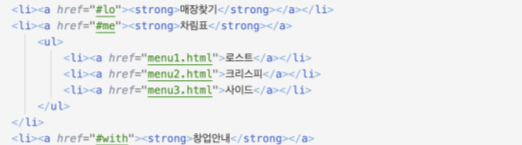 <li><a href="#lo"><strong>매장찾기</strong></a></li>
<li><a href="#me"><strong>차림표</strong></a>
<ul>
<li><a href="menu1.html">로스트</a></li>
<li><a href="menu2.html">크리스피</a></li>
<li><a href="menu3.html">사이드</a></li>
</ul>
</li>
<li><a href="#with"><strong>창업안내</strong></a>